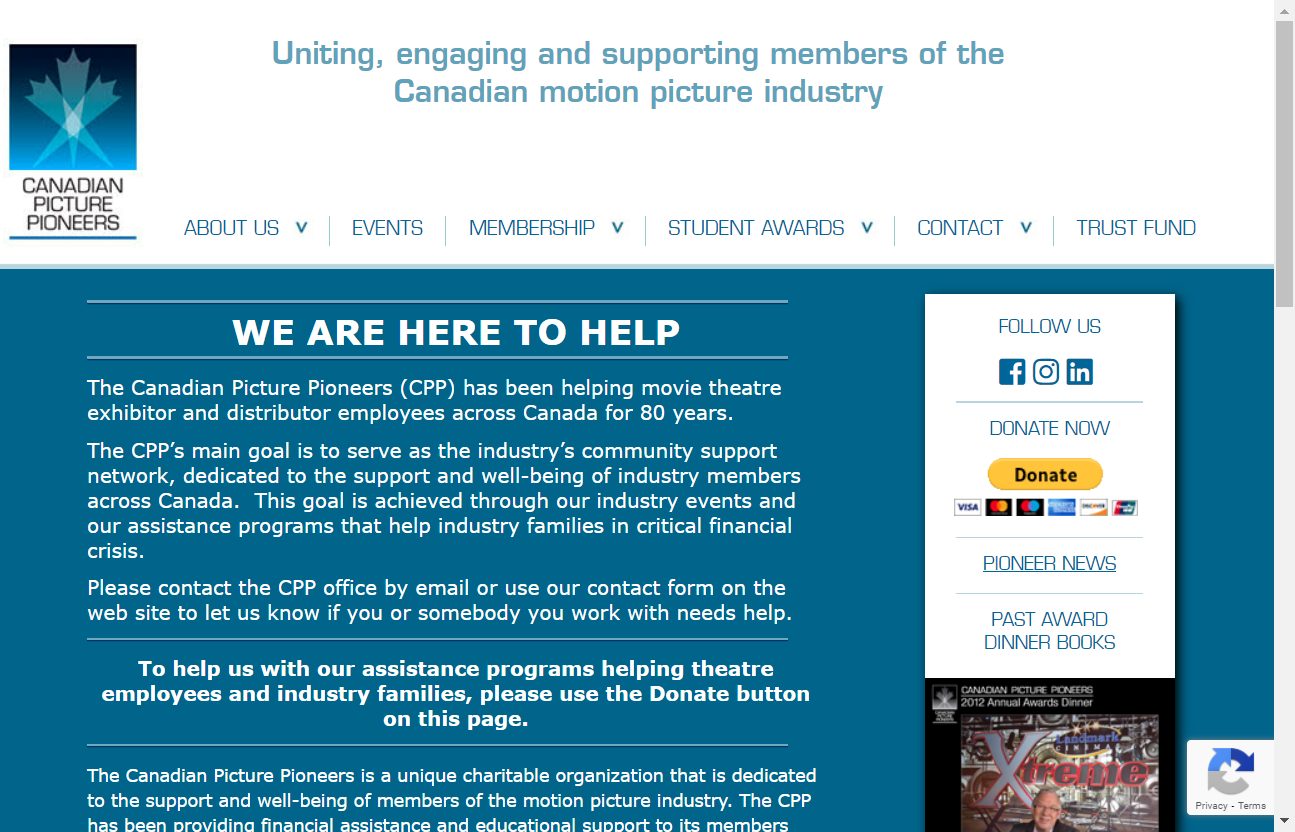 Uniting, engaging and supporting members of the
Canadian motion picture industry
CANADIAN
PICTURE
PIONEERS
ABOUT US
EVENTS
MEMBERSHIP
STUDENT AWARDS
CONTACT
TRUST FUND
WE ARE HERE TO HELP
The Canadian Picture Pioneers (CPP) has been helping movie theatre
exhibitor and distributor employees across Canada for 80 years.
The CPP’s main goal is to serve as the industry’s community support
network, dedicated to the support and well-being of industry members
across Canada.  This goal is achieved through our industry events and
our assistance programs that help industry families in critical financial
crisis.
Please contact the CPP office by email or use our contact form on the
web site to let us know if you or somebody you work with needs help.
To help us with our assistance programs helping theatre
employees and industry families, please use the Donate button
on this page.
The Canadian Picture Pioneers is a unique charitable organization that is dedicated
to the support and well-being of members of the motion picture industry. The CPP
has been providing financial assistance and educational support to its members
FOLLOW US
DONATE NOW
Donate
VISA
DISCOVER
PIONEER NEWS
PAST AWARD
DINNER BOOKS
CANADIAN PICTURE PIONEERS
2012 Annual Awards Dinner
Landmark
CINEMAS
Xtreme
Privacy - Terms